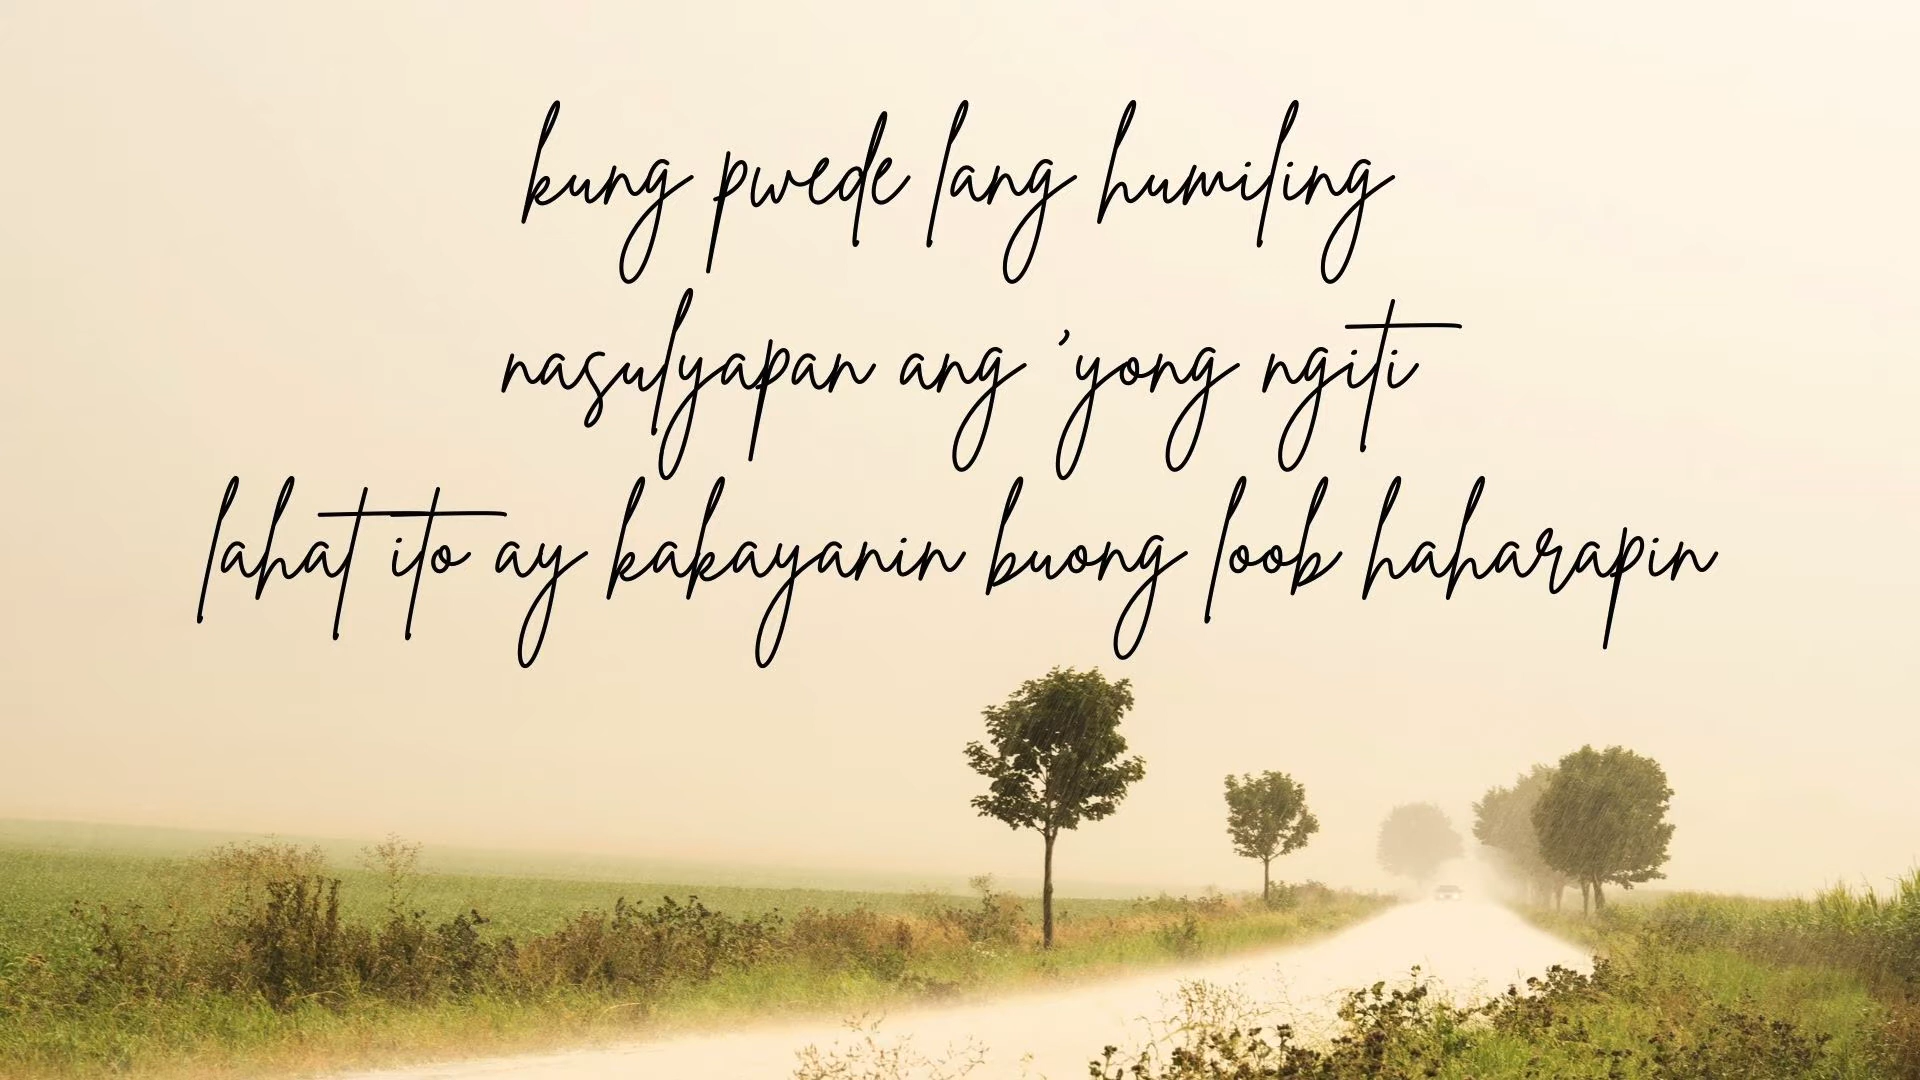 kung pwede lang humiling
nasulyapan ang 'yong ngiti
lahat ito ay kakayanin buong loob haharapin